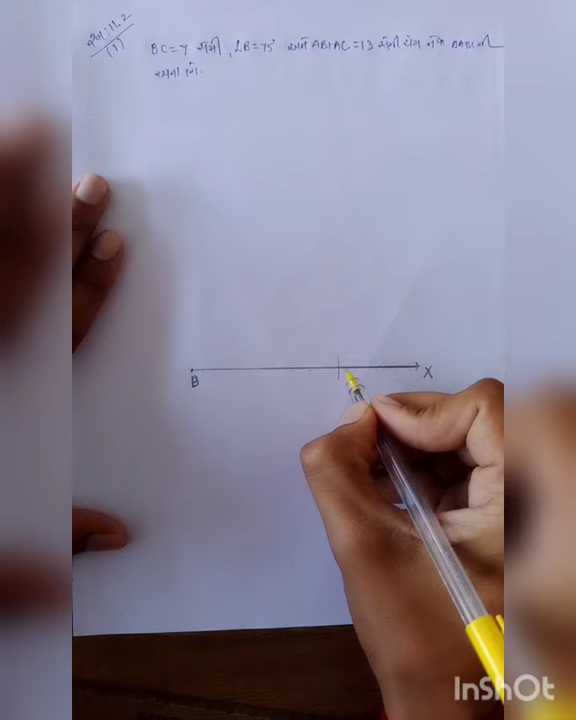 સ્વા:11.2
(1)
BC=7 સેમી, ∠B=75° અને AB+AC=13 સેમી થાય તેવા ΔABCની
રચના કરો.
B
X
InShOt